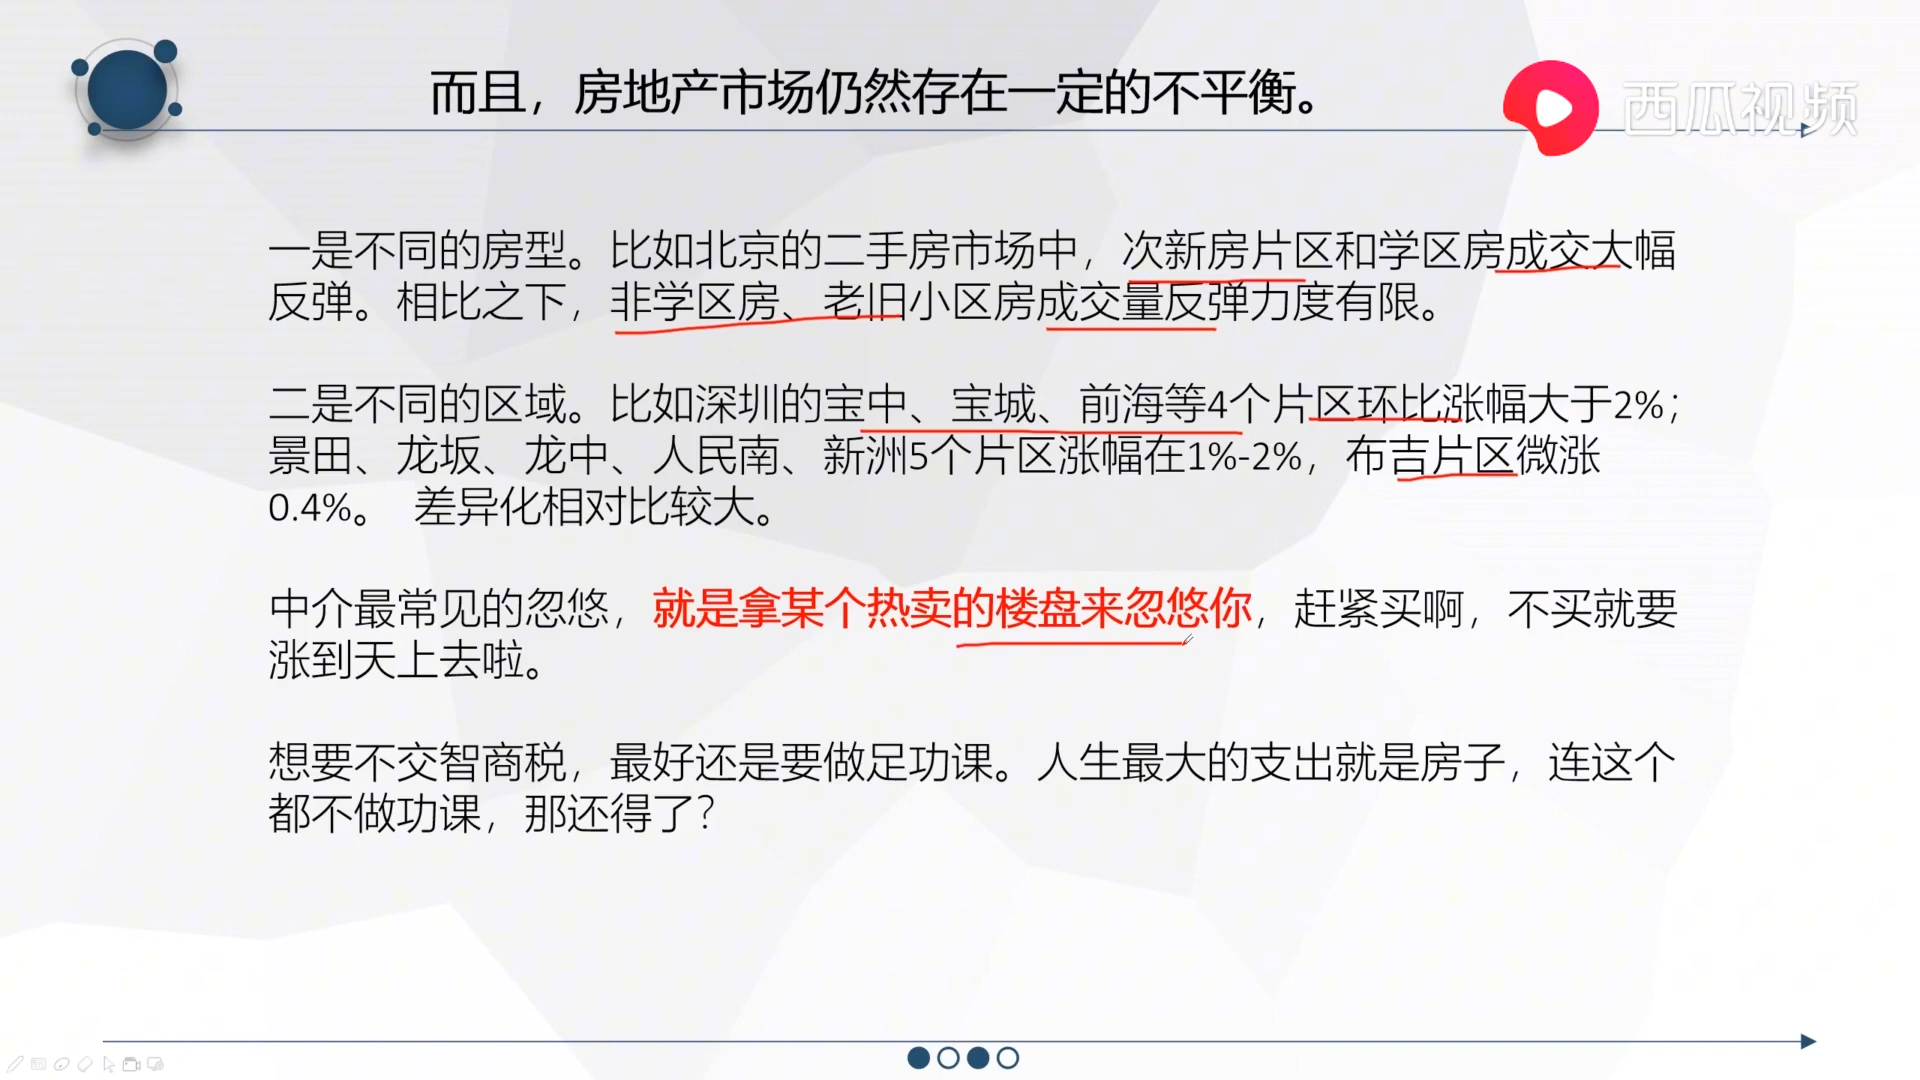 而且，房地产市场仍然存在一定的不平衡。
西瓜视频
一是不同的房型。比如北京的二手房市场中，次新房片区和学区房成交大幅
反弹。相比之下，非学区房、老旧小区房成交量反弹力度有限。
二是不同的区域。比如深圳的宝中、宝城、前海等4个片区环比涨幅大于2%；
景田、龙坂、龙中、人民南、新洲5个片区涨幅在1%-2%，布吉片区微涨
0.4%。 差异化相对比较大。
中介最常见的忽悠，就是拿某个热卖的楼盘来忽悠你，赶紧买啊，不买就要
涨到天上去啦。
想要不交智商税，最好还是要做足功课。人生最大的支出就是房子，连这个
都不做功课，那还得了？